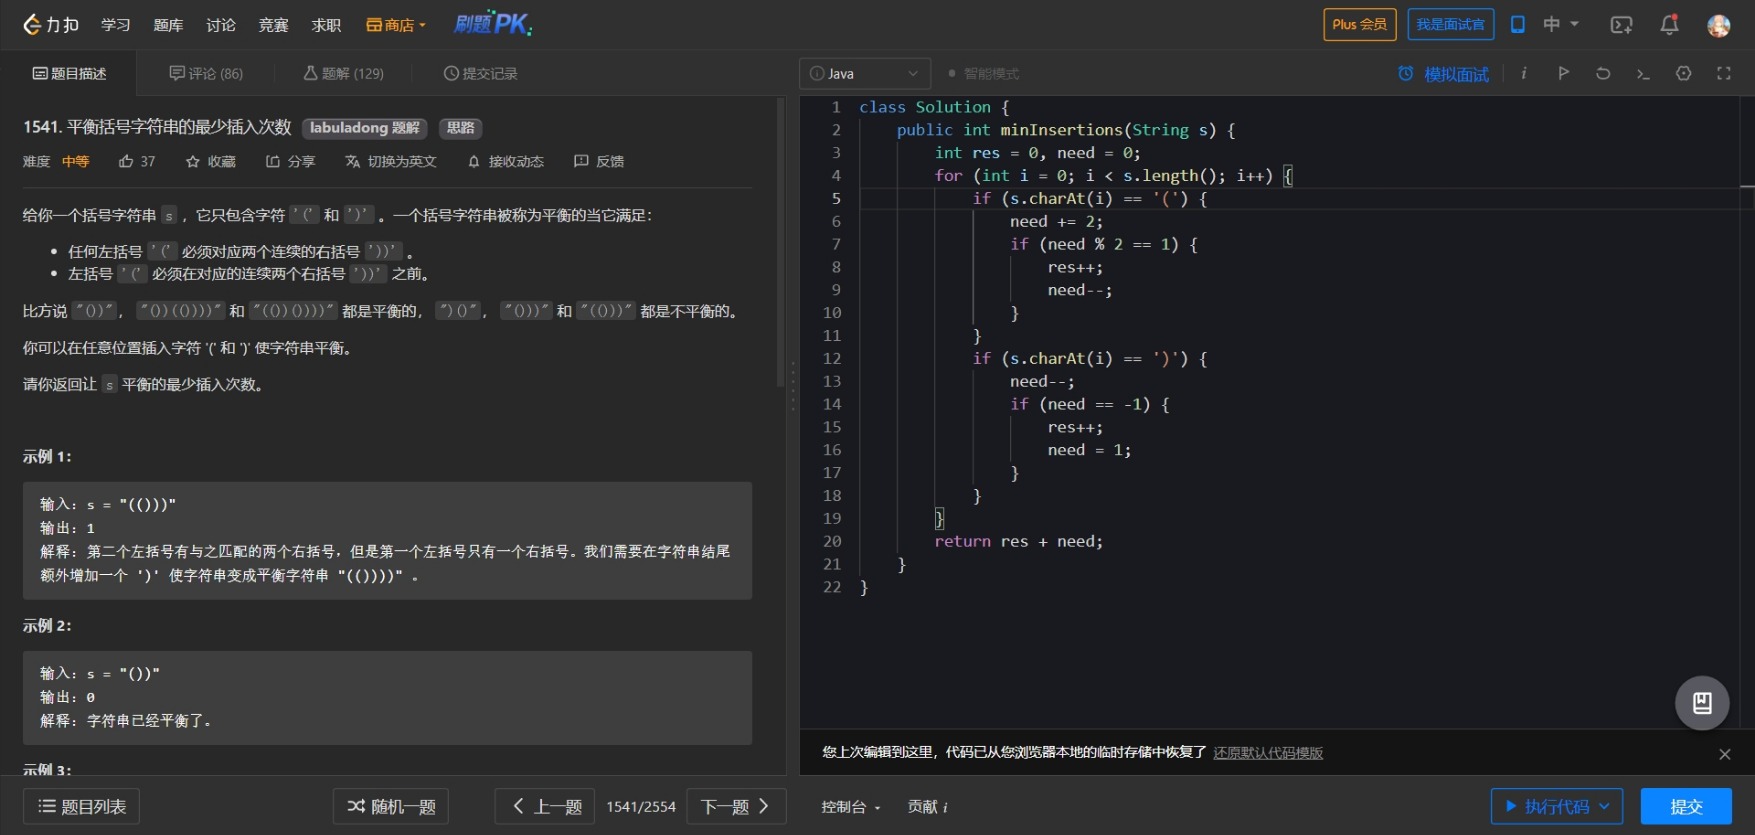 力扣 学习 题库 讨论 竞赛 求职 商店 刷题PK Plus 会员 我是面试官 中
题目描述 评论 (86) 题解 (129) 提交记录
1541. 平衡括号字符串的最少插入次数 labuladong 题解 思路
难度 中等 37 收藏 分享 切换为英文 接收动态 反馈
给你一个括号字符串 s ，它只包含字符 '(' 和 ')' 。一个括号字符串被称为平衡的当它满足：
任何左括号 '(' 必须对应两个连续的右括号 '))' 。
左括号 '(' 必须在对应的连续两个右括号 '))' 之前。
比方说 "())"， "())(())))" 和 "(())())))" 都是平衡的， ")()"， "()))" 和 "(()))" 都是不平衡的。
你可以在任意位置插入字符 '(' 和 ')' 使字符串平衡。
请你返回让 s 平衡的最少插入次数。
示例 1：
输入：s = "(()))"
输出：1
解释：第二个左括号有与之匹配的两个右括号，但是第一个左括号只有一个右括号。我们需要在字符串结尾
额外增加一个 ')' 使字符串变成平衡字符串 "(())))" 。
示例 2：
输入：s = "())"
输出：0
解释：字符串已经平衡了。
示例 3：
题目列表 随机一题 上一题 1541/2554 下一题
Java 智能模式 模拟面试
1 class Solution {
2 public int minInsertions(String s) {
3 int res = 0, need = 0;
4 for (int i = 0; i < s.length(); i++) {
5 if (s.charAt(i) == '(') {
6 need += 2;
7 if (need % 2 == 1) {
8 res++;
9 need--;
10 }
11 }
12 if (s.charAt(i) == ')') {
13 need--;
14 if (need == -1) {
15 res++;
16 need = 1;
17 }
18 }
19 }
20 return res + need;
21 }
22 }
您上次编辑到这里，代码已从您浏览器本地的临时存储中恢复了 还原默认代码模版
控制台 贡献 i 执行代码 提交